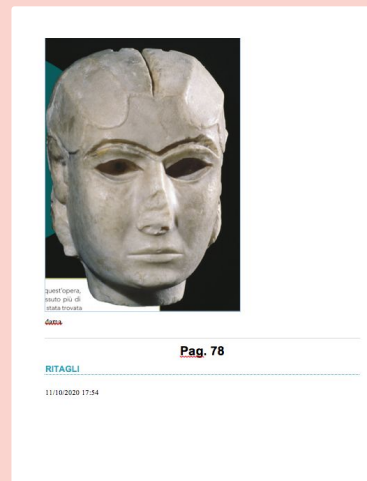 quest'opera,
ssuto più di
stata trovata
dama
Pag. 78
RITAGLI
11/10/2020 17:54